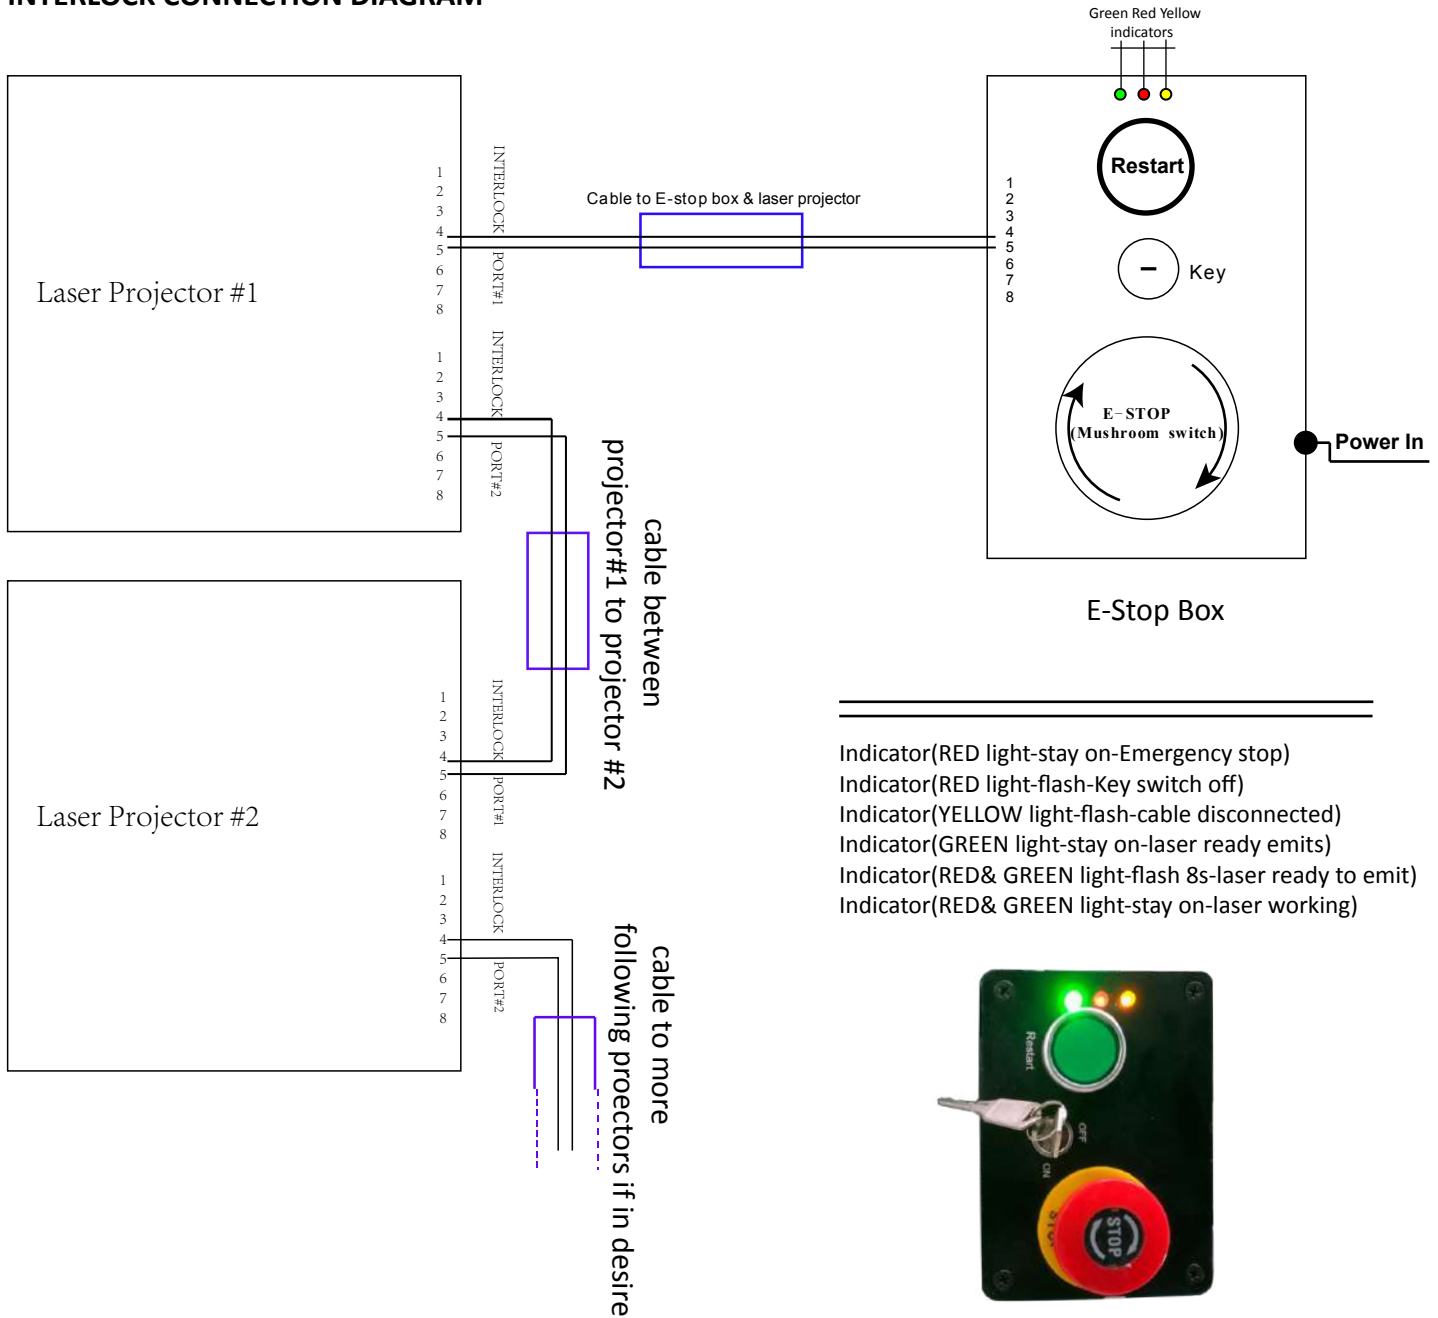 INTERLOCK CONNECTION DIAGRAM
Green Red Yellow
indicators
Restart
Key
E-STOP
(Mushroom switch)
Power In
E-Stop Box
1
2
3
4
5
6
7
8
Cable to E-stop box & laser projector
Laser Projector #1
1
2
3
4
5
6
7
8
INTERLOCK PORT#1
1
2
3
4
5
6
7
8
INTERLOCK PORT#2
cable between
projector#1 to projector #2
Laser Projector #2
1
2
3
4
5
6
7
8
INTERLOCK PORT#1
1
2
3
4
5
6
7
8
INTERLOCK PORT#2
cable to more
following proectors if in desire
Indicator(RED light-stay on-Emergency stop)
Indicator(RED light-flash-Key switch off)
Indicator(YELLOW light-flash-cable disconnected)
Indicator(GREEN light-stay on-laser ready emits)
Indicator(RED& GREEN light-flash 8s-laser ready to emit)
Indicator(RED& GREEN light-stay on-laser working)
Restart
OFF
ON
STOP
STOP